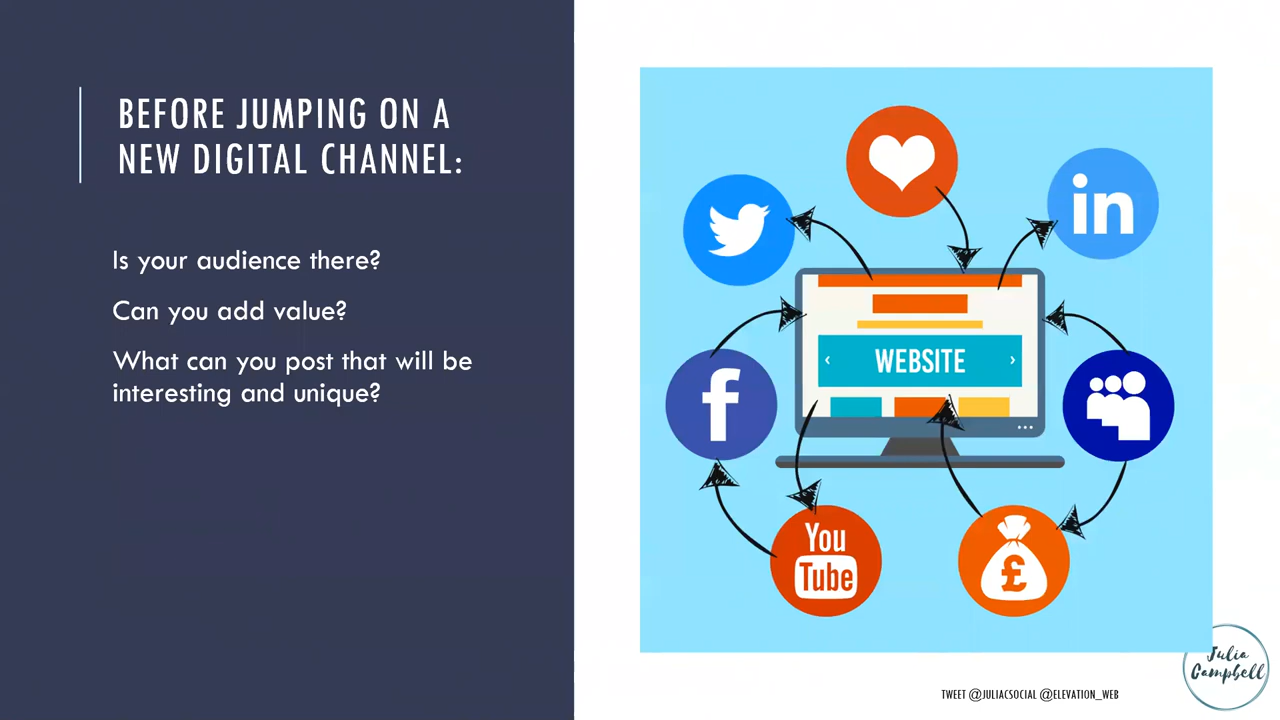 BEFORE JUMPING ON A
NEW DIGITAL CHANNEL:
Is your audience there?
Can you add value?
What can you post that will be
interesting and unique?
in
WEBSITE
f
You
Tube
£
Julia
Campbell
TWEET @JULIACSOCIAL @ELEVATION_WEB